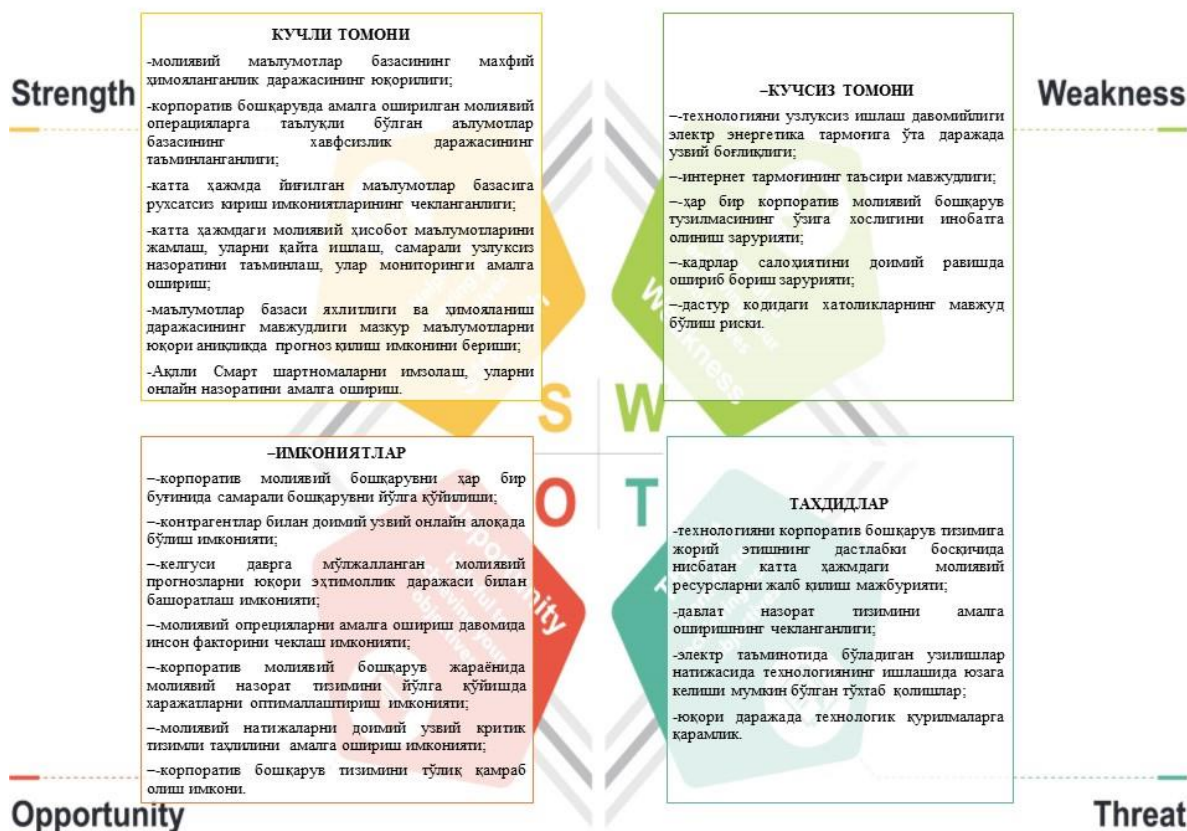 Strength
КУЧЛИ ТОМОНИ
-молиявий маълумотлар базасининг махфий
ҳимояланганлик даражасининг юқорилиги;
-корпоратив бошқарувда амалга оширилган молиявий
операцияларга таълуқли бўлган аълумотлар
базасининг хавфсизлик даражасининг
таъминланганлиги;
-катта ҳажмда йиғилган маълумотлар базасига
рухсатсиз кириш имкониятларининг чекланганлиги;
-катта ҳажмдаги молиявий ҳисобот маълумотларини
жамлаш, уларни қайта ишлаш, самарали узлуксиз
назоратини таъминлаш, улар мониторинги амалга
ошириш;
-маълумотлар базаси яхлитлиги ва ҳимояланиш
даражасининг мавжудлиги мазкур маълумотларни
юқори аниқликда прогноз қилиш имконини бериши;
-Ақлли Смарт шартномаларни имзолаш, уларни
онлайн назоратини амалга ошириш.
Weakness
–КУЧСИЗ ТОМОНИ
–-технологияни узлуксиз ишлаш давомийлиги
электр энергетика тармоғига ўта даражада
узвий боғлиқлиги;
–-интернет тармоғининг таъсири мавжудлиги;
–-ҳар бир корпоратив молиявий бошқарув
тузилмасининг ўзига хослигини инобатга
олиниш зарурияти;
–-кадрлар салоҳиятини доимий равишда
ошириб бориш зарурияти;
–-дастур кодидаги хатоликларнинг мавжуд
бўлиш риски.
Weakness
S W
O T
–ИМКОНИЯТЛАР
–-корпоратив молиявий бошқарувни ҳар бир
буғинида самарали бошқарувни йўлга қўйилиши;
–-контрагентлар билан доимий узвий онлайн алоқада
бўлиш имконияти;
–-келгуси даврга мўлжалланган молиявий
прогнозларни юқори эҳтимоллик даражаси билан
башоратлаш имконияти;
–-молиявий опрецияларни амалга ошириш давомида
инсон факторини чеклаш имконияти;
–-корпоратив молиявий бошқарув жараёнида
молиявий назорат тизимини йўлга қўйишда
харажатларни оптималлаштириш имконияти;
–-молиявий натижаларни доимий узвий критик
тизимли таҳлилини амалга ошириш имконияти;
–-корпоратив бошқарув тизимини тўлиқ қамраб
олиш имкони.
Opportunity
Opportunity
ТАХДИДЛАР
-технологияни корпоратив бошқарув тизимига
жорий этишнинг дастлабки босқичида
нисбатан катта ҳажмдаги молиявий
ресурсларни жалб қилиш мажбурияти;
-давлат назорат тизимини амалга
оширишнинг чекланганлиги;
-электр таъминотида бўладиган узилишлар
натижасида технологиянинг ишлашида юзага
келиши мумкин бўлган тўхтаб қолишлар;
-юқори даражада технологик қурилмаларга
қарамлик.
Threat